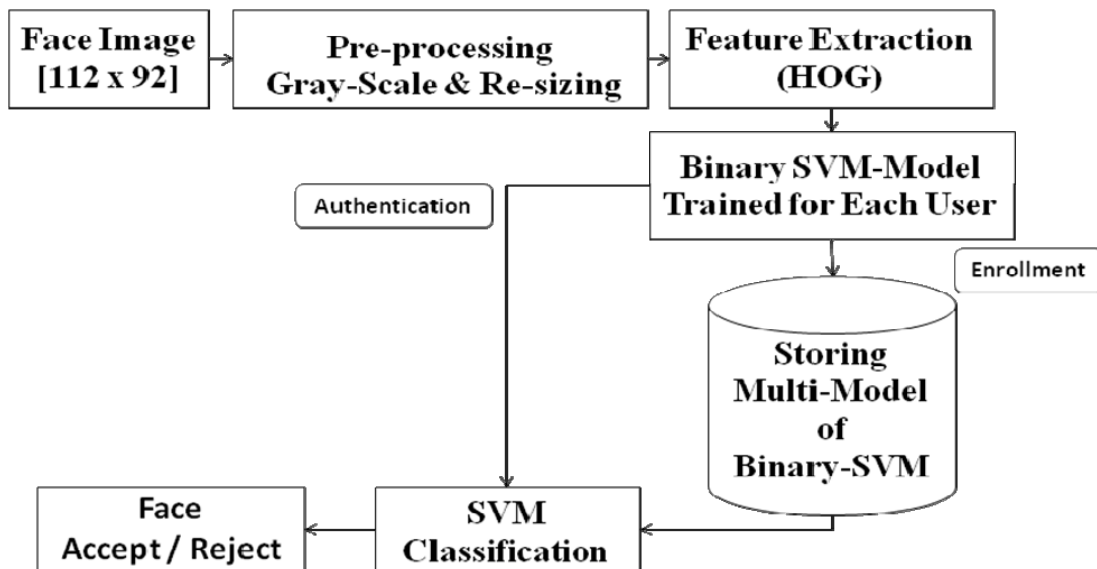 Face Image
[112 x 92]
Pre-processing
Gray-Scale & Re-sizing
Feature Extraction
(HOG)
Binary SVM-Model
Trained for Each User
Authentication
Enrollment
Storing
Multi-Model
of
Binary-SVM
SVM
Classification
Face
Accept / Reject